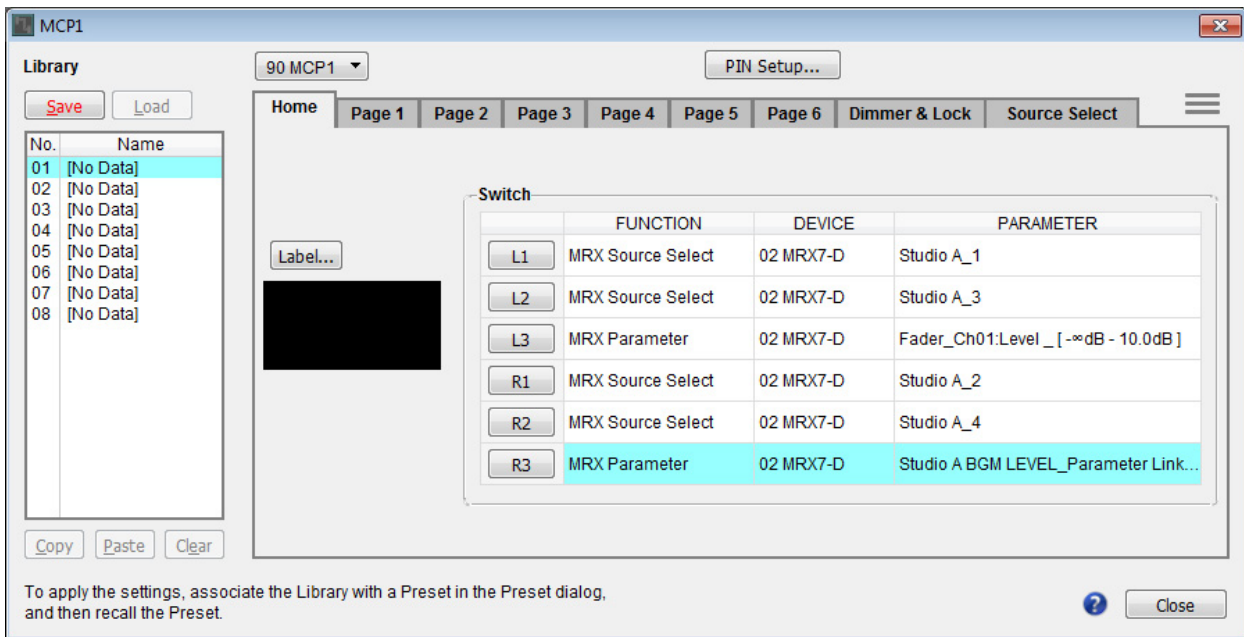 MCP1
Library
90 MCP1
PIN Setup...
Save Load
Home Page 1 Page 2 Page 3 Page 4 Page 5 Page 6 Dimmer & Lock Source Select
No. Name
01 [No Data]
02 [No Data]
03 [No Data]
04 [No Data]
05 [No Data]
06 [No Data]
07 [No Data]
08 [No Data]
Copy Paste Clear
Label...
Switch
FUNCTION DEVICE PARAMETER
L1 MRX Source Select 02 MRX7-D Studio A_1
L2 MRX Source Select 02 MRX7-D Studio A_3
L3 MRX Parameter 02 MRX7-D Fader_Ch01:Level _ [ -∞dB - 10.0dB ]
R1 MRX Source Select 02 MRX7-D Studio A_2
R2 MRX Source Select 02 MRX7-D Studio A_4
R3 MRX Parameter 02 MRX7-D Studio A BGM LEVEL_Parameter Link...
To apply the settings, associate the Library with a Preset in the Preset dialog,
and then recall the Preset.
? Close